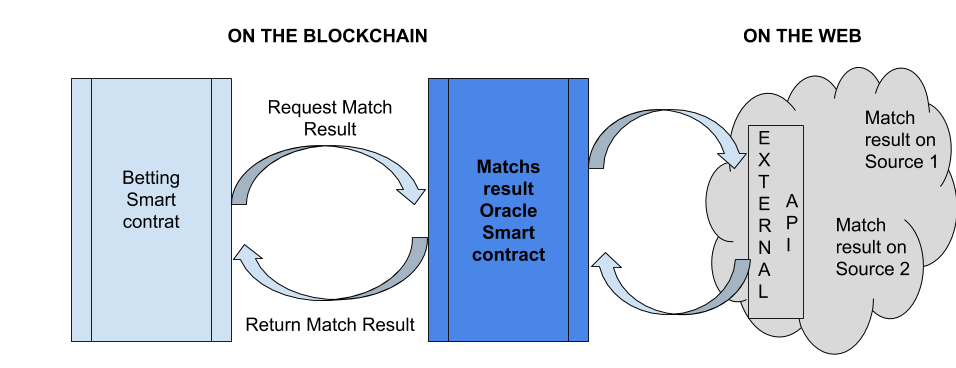 ON THE BLOCKCHAIN
ON THE WEB
Request Match
Result
Betting
Smart
contrat
Return Match Result
Matchs
result
Oracle
Smart
contract
EXTERNAL
API
Match
result on
Source 1
Match
result on
Source 2